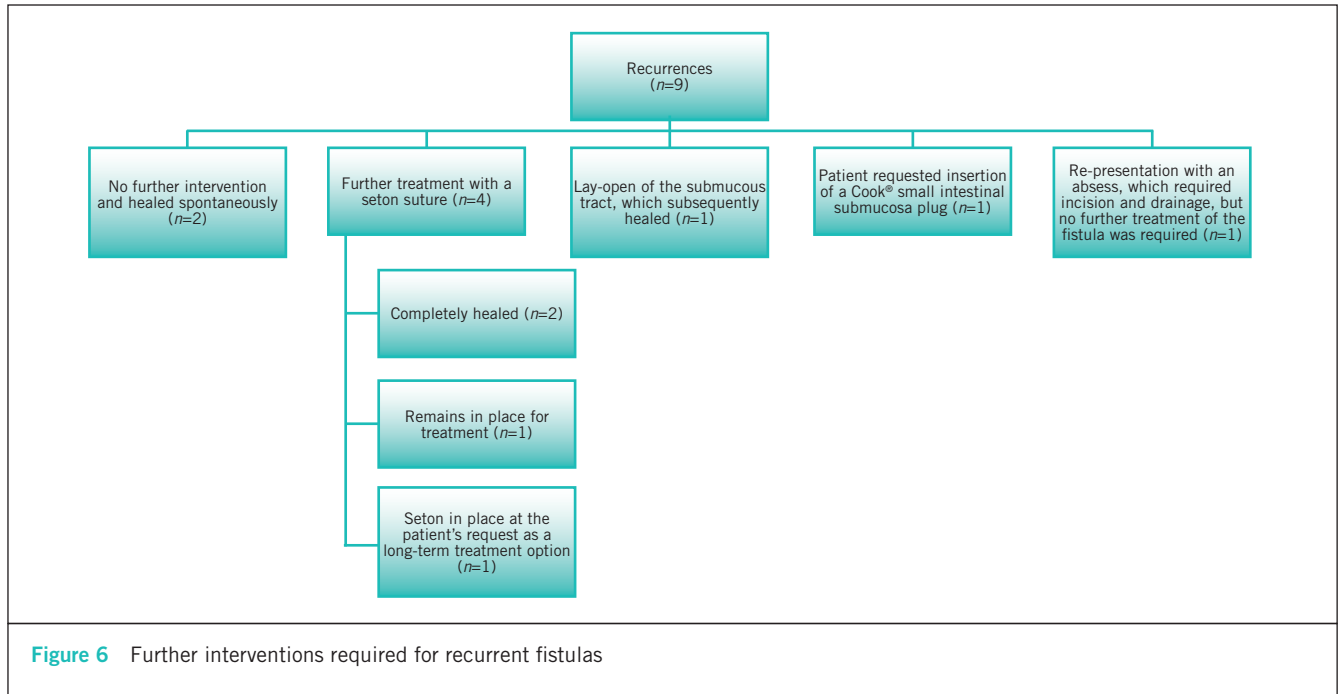 Recurrences
(n=9)
No further intervention
and healed spontaneously
(n=2)
Further treatment with a
seton suture (n=4)
Lay-open of the submucous
tract, which subsequently
healed (n=1)
Patient requested insertion
of a Cook® small intestinal
submucosa plug (n=1)
Re-presentation with an
absess, which required
incision and drainage, but
no further treatment of the
fistula was required (n=1)
Completely healed (n=2)
Remains in place for
treatment (n=1)
Seton in place at the
patient's request as a
long-term treatment option
(n=1)
Figure 6 Further interventions required for recurrent fistulas